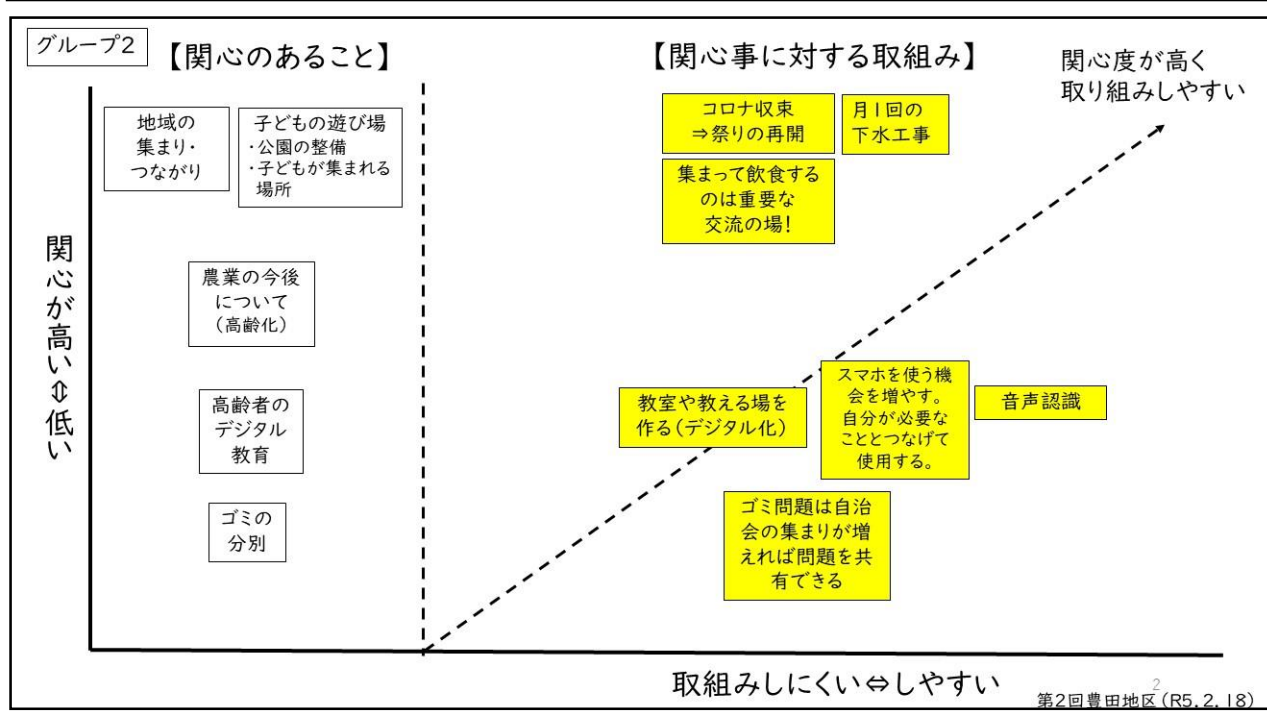 グループ2
【関心のあること】
【関心事に対する取組み】
関心度が高く
取り組みしやすい
地域の
集まり・
つながり
子どもの遊び場
・公園の整備
・子どもが集まれる
場所
コロナ収束
⇒祭りの再開
月1回の
下水工事
集まって飲食する
のは重要な
交流の場!
関心が高い⇕低い
農業の今後
について
(高齢化)
高齢者の
デジタル
教育
教室や教える場を
作る(デジタル化)
スマホを使う機
会を増やす。
自分が必要な
こととつなげて
使用する。
音声認識
ゴミの
分別
ゴミ問題は自治
会の集まりが増
えれば問題を共
有できる
取組みしにくい⇔しやすい
2
第2回豊田地区(R5.2.18)